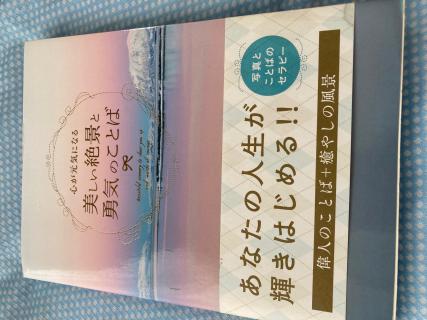 心が元気になる
美しい絶景と
勇気のことば
写真と
ことばの
セラピー
あなたの人生が
輝きはじめる!!
偉人のことば+癒やしの風景